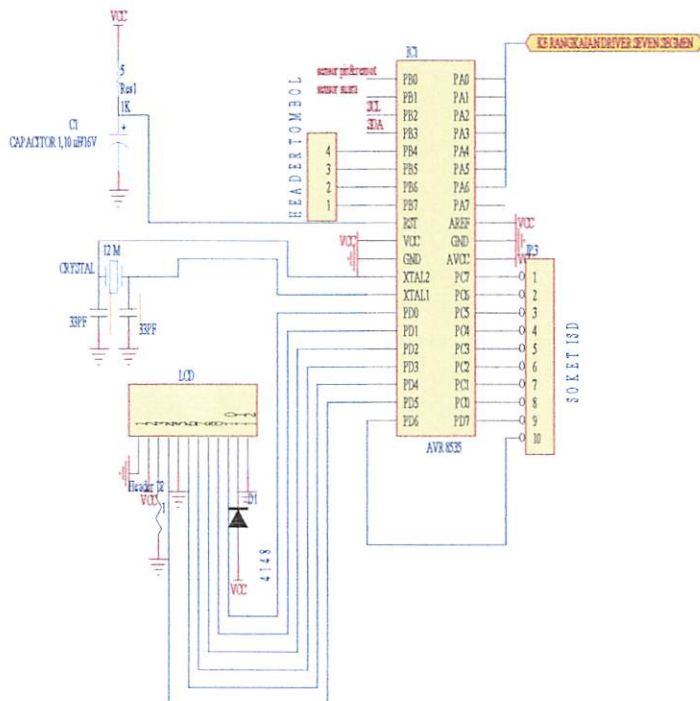 VCC
5
Res1
1K
C1
CAPACITOR 1,10 uH/16V
IC1
KE RANGKAIAN DRIVER SEVEN SEGMEN
sensor suara
SCL
SDA
HEADER TOMBOL
4
3
2
1
PB0 PA0
PB1 PA1
PB2 PA2
PB3 PA3
PB4 PA4
PB5 PA5
PB6 PA6
PB7 PA7
RST AREF
VCC GND
GND AVCC
XTAL2 PC7
XTAL1 PC6
PD0 PC5
PD1 PC4
PD2 PC3
PD3 PC2
PD4 PC1
PD5 PC0
PD6 PD7
AVR 8535
VCC
VCC
JP3
1
2
3
4
5
6
7
8
9
10
SOKET ISD
12 M
CRYSTAL
33PF
33PF
LCD
Header 12
VCC
1
D1
4148
VCC